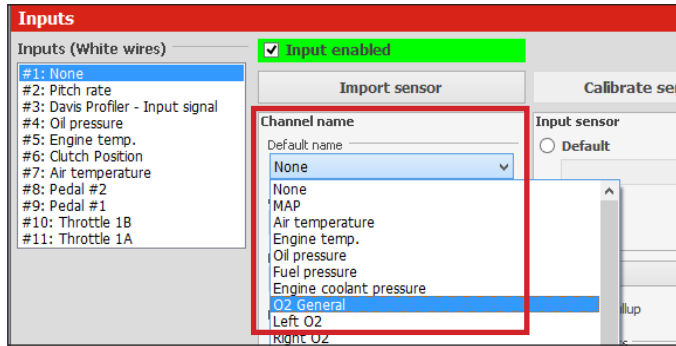 Inputs
Inputs (White wires)
#1: None
#2: Pitch rate
#3: Davis Profiler - Input signal
#4: Oil pressure
#5: Engine temp.
#6: Clutch Position
#7: Air temperature
#8: Pedal #2
#9: Pedal #1
#10: Throttle 1B
#11: Throttle 1A
Input enabled
Import sensor
Calibrate se
Channel name
Default name
None
None
MAP
Air temperature
Engine temp.
Oil pressure
Fuel pressure
Engine coolant pressure
O2 General
Left O2
Right O2
Input sensor
Default
llup